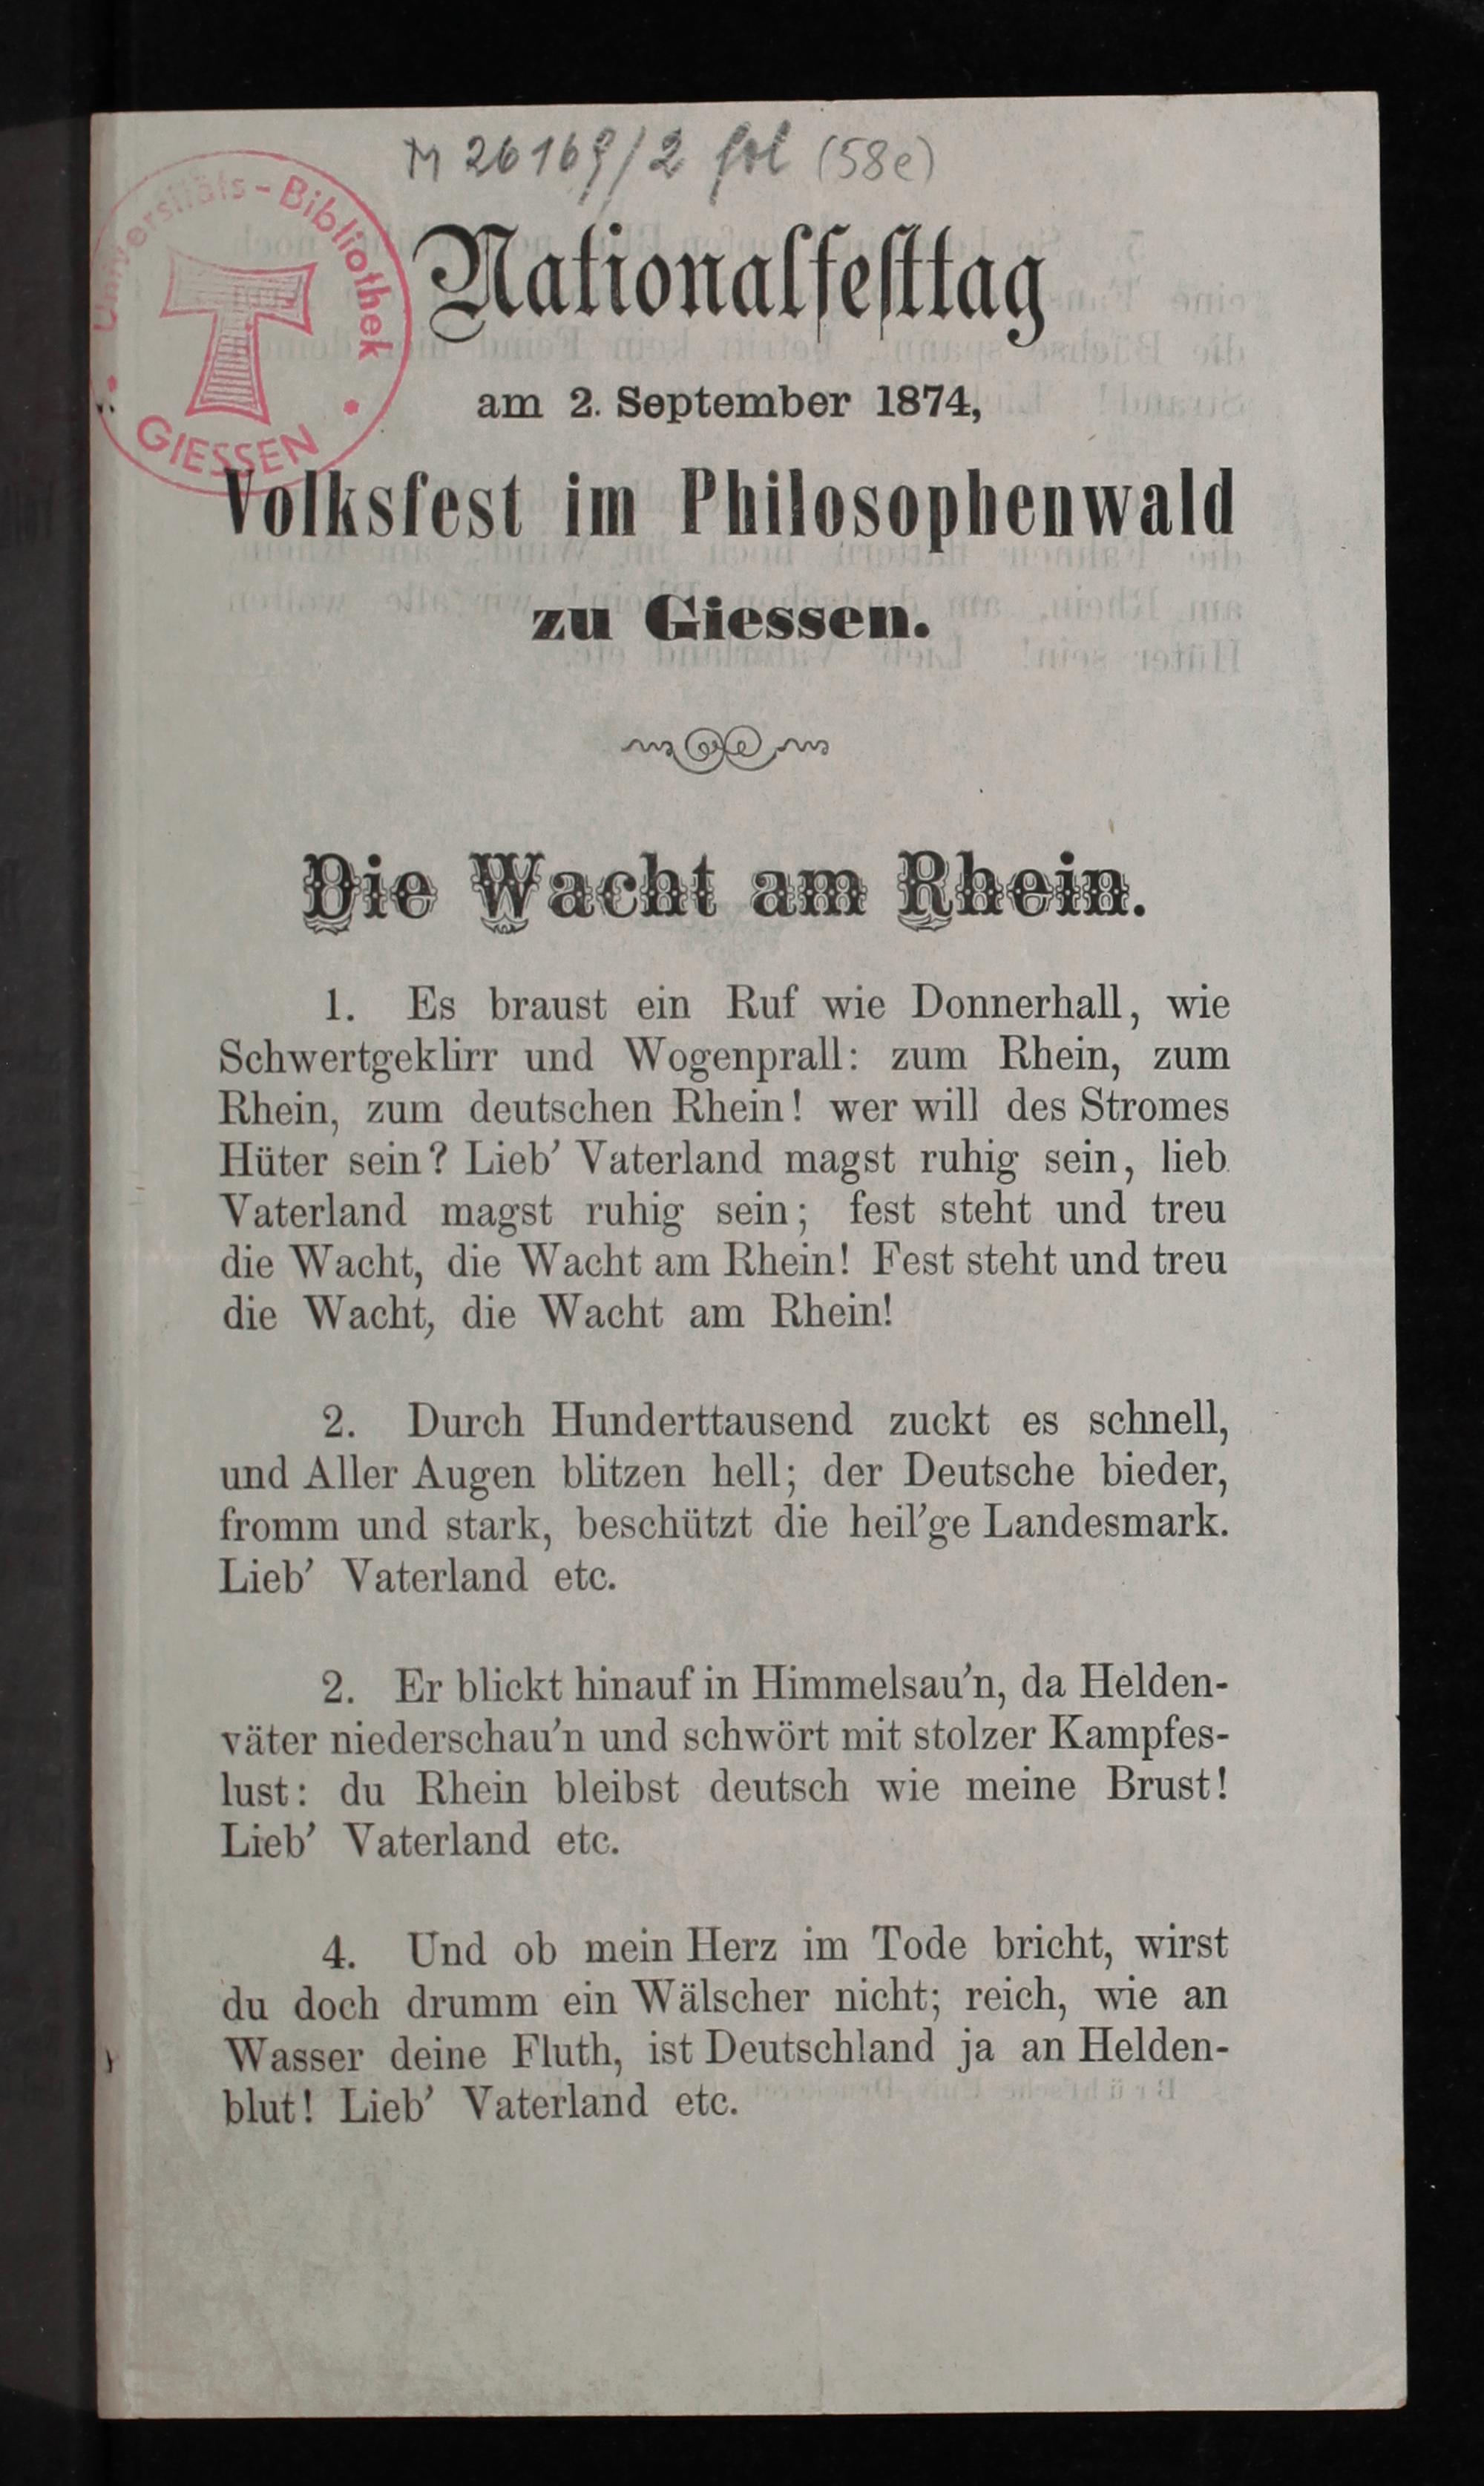 M 26169/2 fol (58e)
Universitäts-Bibliothek
GIESSEN
Nationalfesttag
am 2. September 1874,
Volksfest im Philosophenwald
zu Giessen.
Die Wacht am Rhein.
1. Es braust ein Ruf wie Donnerhall, wie
Schwertgeklirr und Wogenprall: zum Rhein, zum
Rhein, zum deutschen Rhein! wer will des Stromes
Hüter sein? Lieb’ Vaterland magst ruhig sein, lieb
Vaterland magst ruhig sein; fest steht und treu
die Wacht, die Wacht am Rhein! Fest steht und treu
die Wacht, die Wacht am Rhein!
2. Durch Hunderttausend zuckt es schnell,
und Aller Augen blitzen hell; der Deutsche bieder,
fromm und stark, beschützt die heil’ge Landesmark.
Lieb’ Vaterland etc.
2. Er blickt hinauf in Himmelsau’n, da Helden-
väter niederschau’n und schwört mit stolzer Kampfes-
lust: du Rhein bleibst deutsch wie meine Brust!
Lieb’ Vaterland etc.
4. Und ob mein Herz im Tode bricht, wirst
du doch drumm ein Wälscher nicht; reich, wie an
Wasser deine Fluth, ist Deutschland ja an Helden-
blut! Lieb’ Vaterland etc.